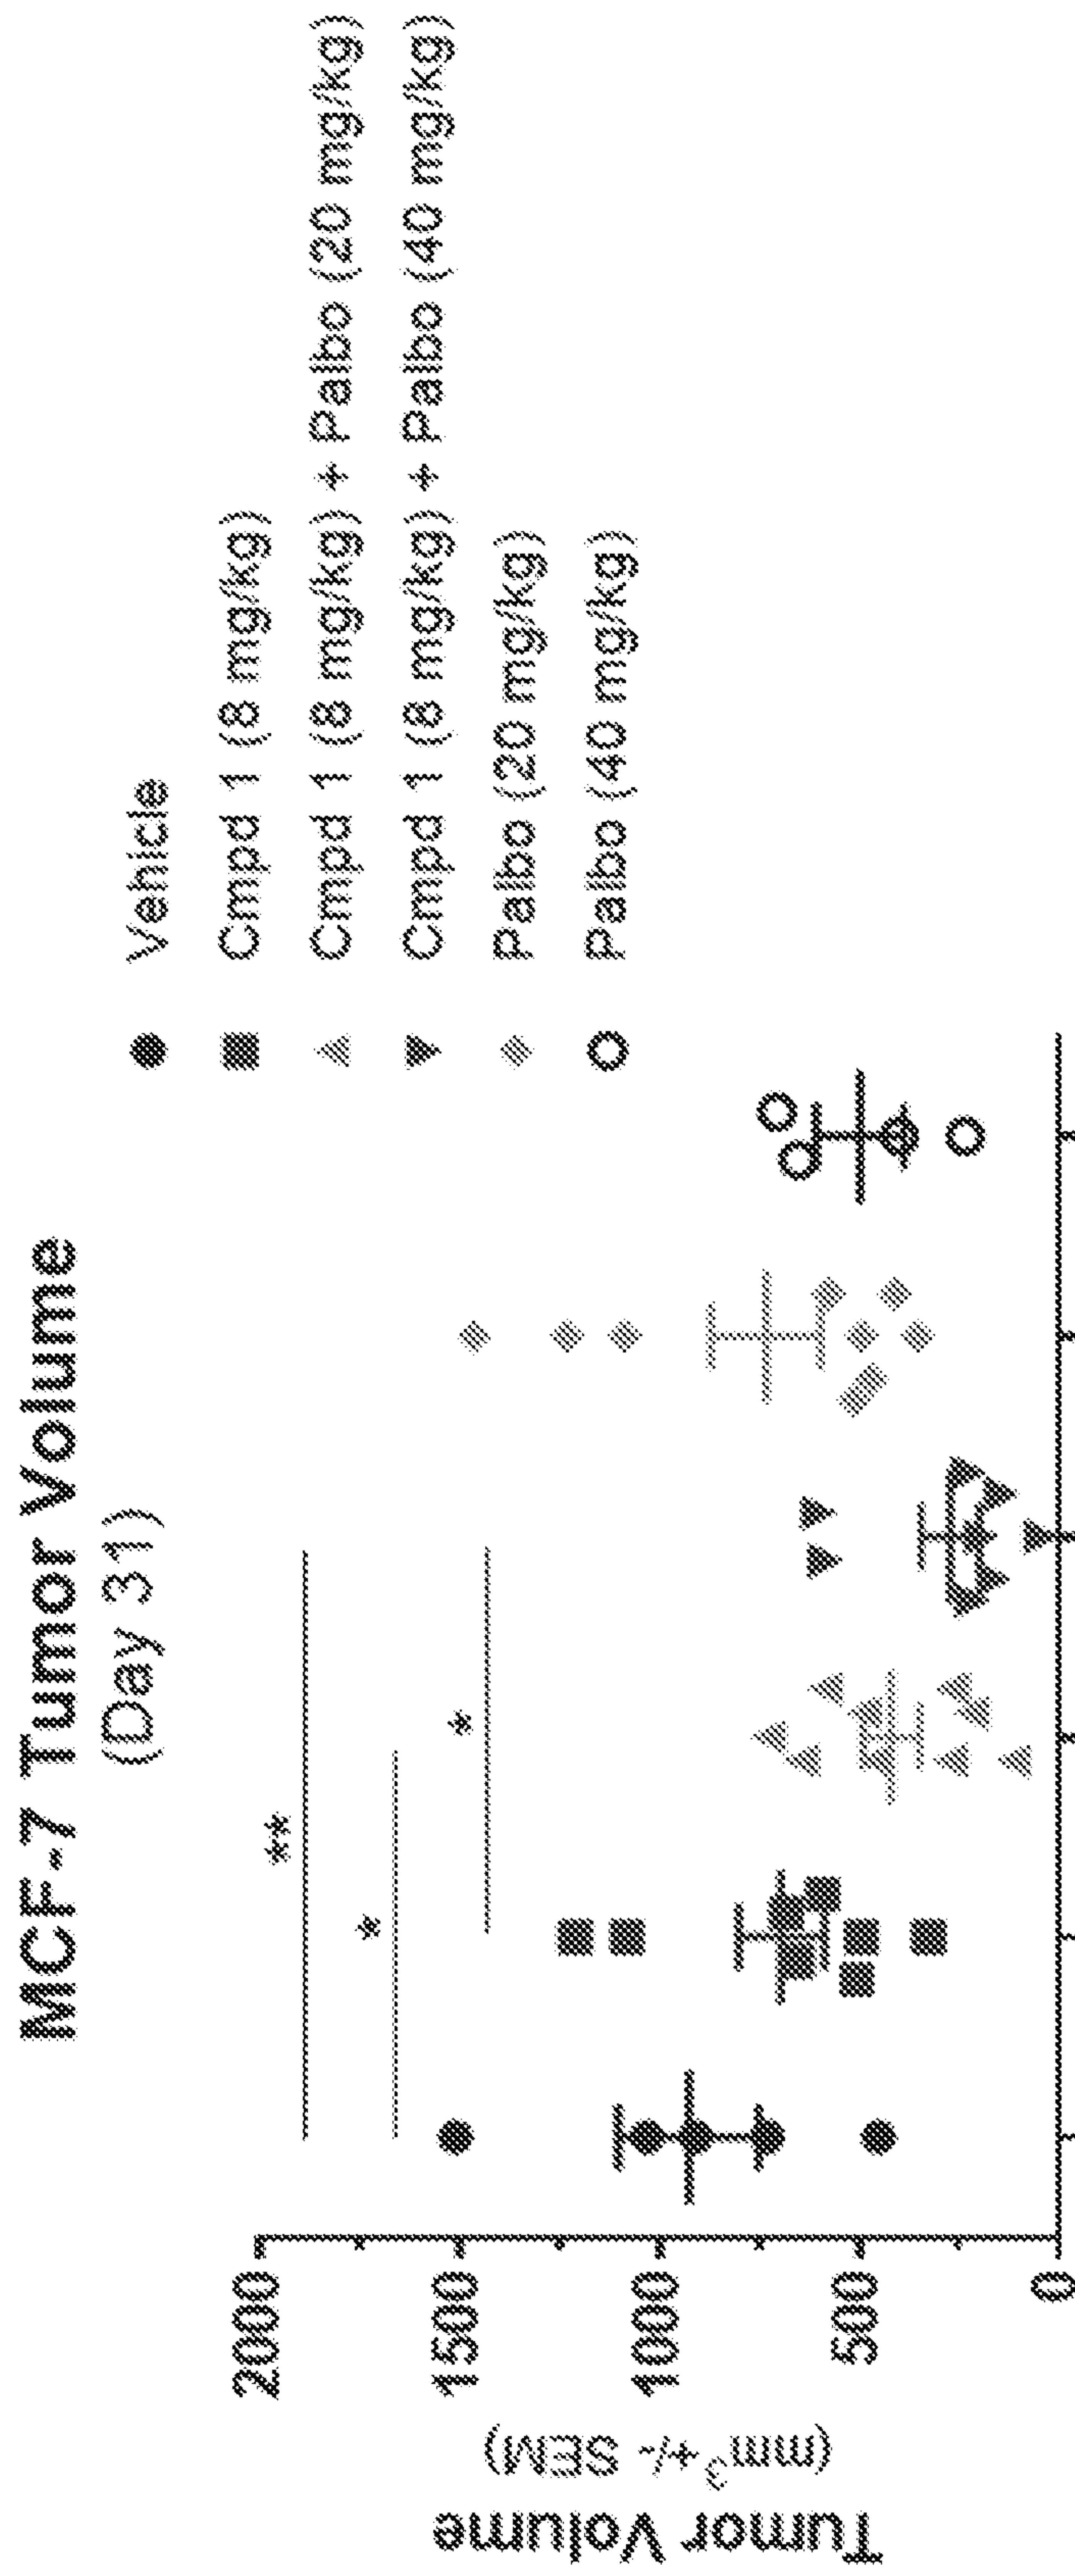 MCF-7 Tumor Volume
(Day 31)
Vehicle
Cmpd 1 (8 mg/kg)
Cmpd 1 (8 mg/kg) + Palbo (20 mg/kg)
Cmpd 1 (8 mg/kg) + Palbo (40 mg/kg)
Palbo (20 mg/kg)
Palbo (40 mg/kg)
**
*
*
2000
1500
1000
500
0
Tumor Volume
(mm³+/- SEM)